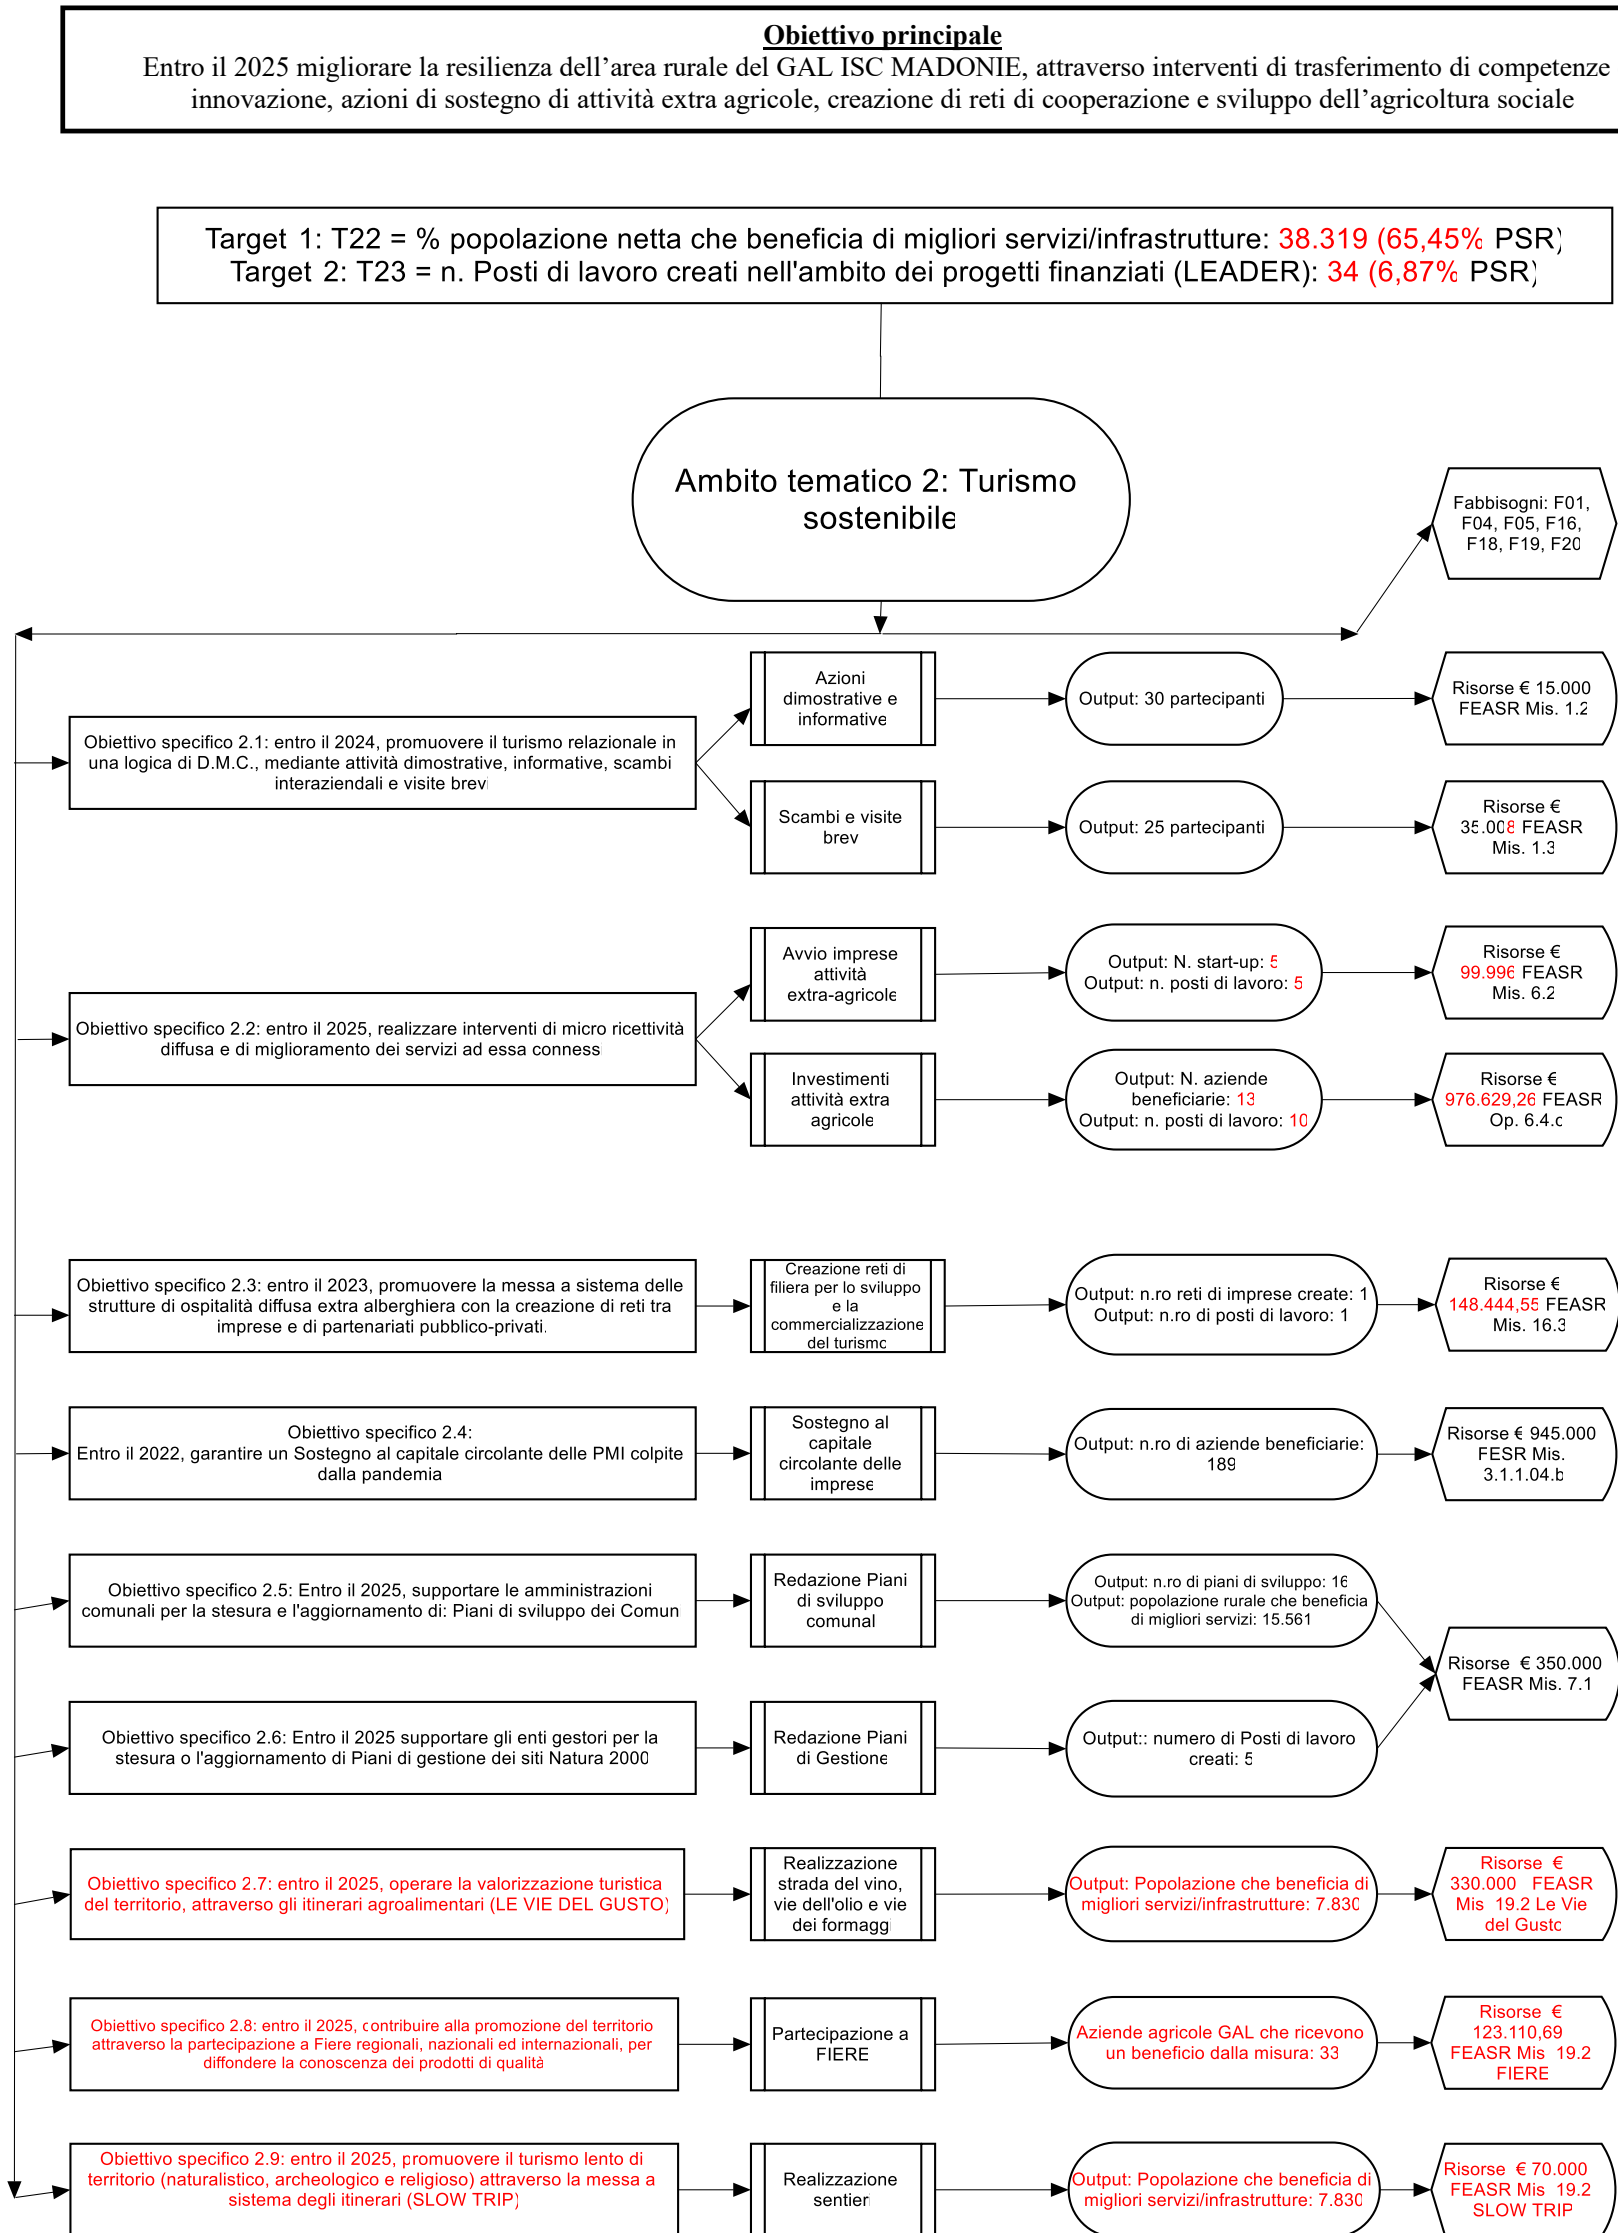 Obiettivo principale
Entro il 2025 migliorare la resilienza dell'area rurale del GAL ISC MADONIE, attraverso interventi di trasferimento di competenze
innovazione, azioni di sostegno di attività extra agricole, creazione di reti di cooperazione e sviluppo dell'agricoltura sociale
Target 1: T22 = % popolazione netta che beneficia di migliori servizi/infrastrutture: 38.319 (65,45% PSR)
Target 2: T23 = n. Posti di lavoro creati nell'ambito dei progetti finanziati (LEADER): 34 (6,87% PSR)
Ambito tematico 2: Turismo
sostenibile
Fabbisogni: F01,
F04, F05, F16,
F18, F19, F20
Obiettivo specifico 2.1: entro il 2024, promuovere il turismo relazionale in
una logica di D.M.C., mediante attività dimostrative, informative, scambi
interaziendali e visite brevi
Azioni
dimostrative e
informative
Output: 30 partecipanti
Risorse € 15.000
FEASR Mis. 1.2
Scambi e visite
brev
Output: 25 partecipanti
Risorse €
35.008 FEASR
Mis. 1.3
Obiettivo specifico 2.2: entro il 2025, realizzare interventi di micro ricettività
diffusa e di miglioramento dei servizi ad essa conness
Avvio imprese
attività
extra-agricole
Output: N. start-up: 5
Output: n. posti di lavoro: 5
Risorse €
99.996 FEASR
Mis. 6.2
Investimenti
attività extra
agricole
Output: N. aziende
beneficiarie: 13
Output: n. posti di lavoro: 10
Risorse €
976.629,26 FEASR
Op. 6.4.c
Obiettivo specifico 2.3: entro il 2023, promuovere la messa a sistema delle
strutture di ospitalità diffusa extra alberghiera con la creazione di reti tra
imprese e di partenariati pubblico-privati.
Creazione reti di
filiera per lo sviluppo
e la
commercializzazione
del turismo
Output: n.ro reti di imprese create: 1
Output: n.ro di posti di lavoro: 1
Risorse €
148.444,55 FEASR
Mis. 16.3
Obiettivo specifico 2.4:
Entro il 2022, garantire un Sostegno al capitale circolante delle PMI colpite
dalla pandemia
Sostegno al
capitale
circolante delle
imprese
Output: n.ro di aziende beneficiarie:
189
Risorse € 945.000
FESR Mis.
3.1.1.04.b
Obiettivo specifico 2.5: Entro il 2025, supportare le amministrazioni
comunali per la stesura e l'aggiornamento di: Piani di sviluppo dei Comun
Redazione Piani
di sviluppo
comunal
Output: n.ro di piani di sviluppo: 16
Output: popolazione rurale che beneficia
di migliori servizi: 15.561
Risorse € 350.000
FEASR Mis. 7.1
Obiettivo specifico 2.6: Entro il 2025 supportare gli enti gestori per la
stesura o l'aggiornamento di Piani di gestione dei siti Natura 2000
Redazione Piani
di Gestione
Output:: numero di Posti di lavoro
creati: 5
Obiettivo specifico 2.7: entro il 2025, operare la valorizzazione turistica
del territorio, attraverso gli itinerari agroalimentari (LE VIE DEL GUSTO)
Realizzazione
strada del vino,
vie dell'olio e vie
dei formaggi
Output: Popolazione che beneficia di
migliori servizi/infrastrutture: 7.830
Risorse €
330.000 FEASR
Mis 19.2 Le Vie
del Gusto
Obiettivo specifico 2.8: entro il 2025, contribuire alla promozione del territorio
attraverso la partecipazione a Fiere regionali, nazionali ed internazionali, per
diffondere la conoscenza dei prodotti di qualità
Partecipazione a
FIERE
Aziende agricole GAL che ricevono
un beneficio dalla misura: 33
Risorse €
123.110,69
FEASR Mis 19.2
FIERE
Obiettivo specifico 2.9: entro il 2025, promuovere il turismo lento di
territorio (naturalistico, archeologico e religioso) attraverso la messa a
sistema degli itinerari (SLOW TRIP)
Realizzazione
sentieri
Output: Popolazione che beneficia di
migliori servizi/infrastrutture: 7.830
Risorse € 70.000
FEASR Mis 19.2
SLOW TRIP